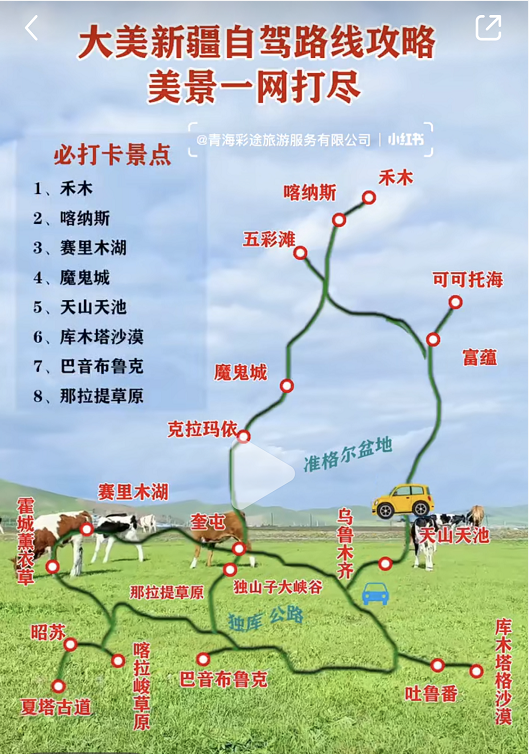 大美新疆自驾路线攻略
美景一网打尽
@青海彩途旅游服务有限公司 | 小红书
必打卡景点
1、禾木
2、喀纳斯
3、赛里木湖
4、魔鬼城
5、天山天池
6、库木塔沙漠
7、巴音布鲁克
8、那拉提草原
禾木
喀纳斯
五彩滩
可可托海
富蕴
魔鬼城
克拉玛依
准格尔盆地
赛里木湖
霍城薰衣草
奎屯
乌鲁木齐
天山天池
那拉提草原
独山子大峡谷
独库 公路
昭苏
喀拉峻草原
夏塔古道
巴音布鲁克
吐鲁番
库木塔格沙漠